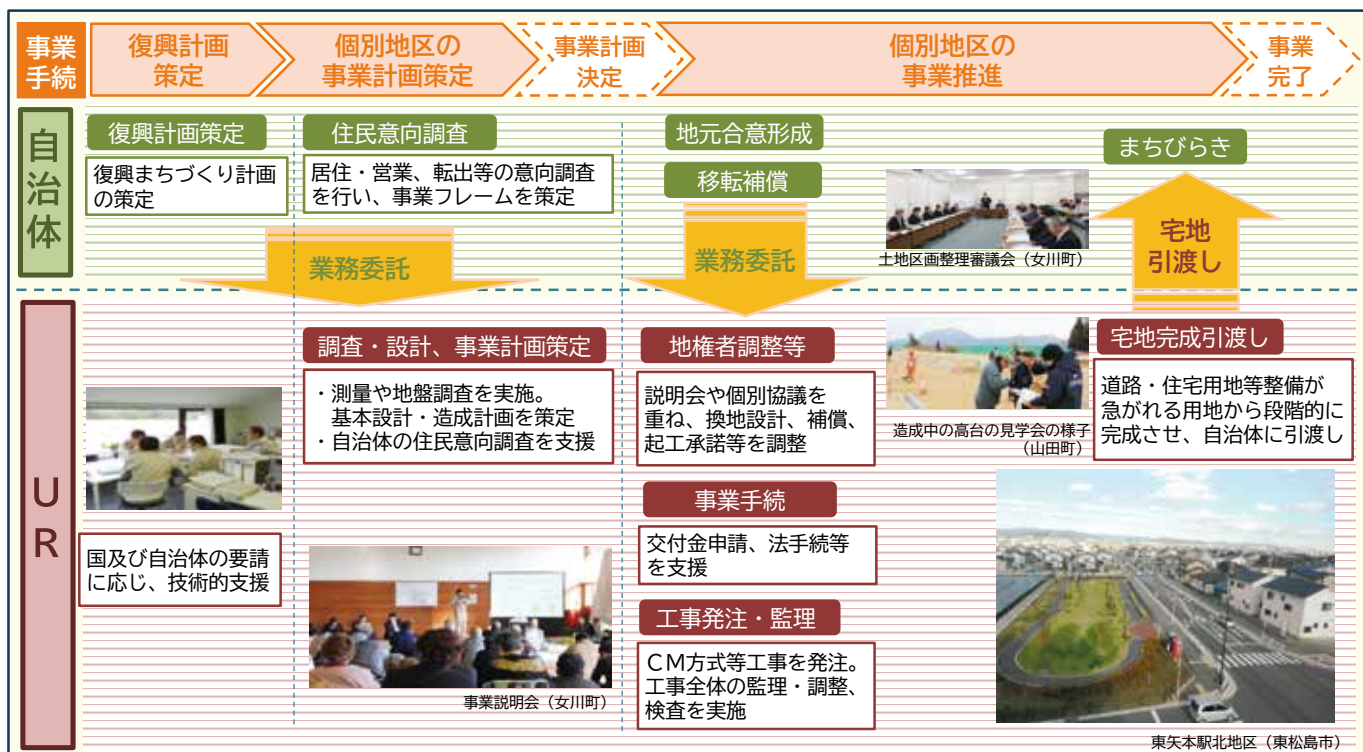 事業
手続
復興計画
策定
個別地区の
事業計画策定
事業計画
決定
個別地区の
事業推進
事業
完了
自治体
復興計画策定
復興まちづくり計画
の策定
住民意向調査
居住・営業、転出等の意向調査
を行い、事業フレームを策定
業務委託
地元合意形成
移転補償
業務委託
土地区画整理審議会（女川町）
まちびらき
宅地
引渡し
UR
国及び自治体の要請
に応じ、技術的支援
調査・設計、事業計画策定
・測量や地盤調査を実施。
基本設計・造成計画を策定
・自治体の住民意向調査を支援
事業説明会（女川町）
地権者調整等
説明会や個別協議を
重ね、換地設計、補償、
起工承諾等を調整
事業手続
交付金申請、法手続等
を支援
工事発注・監理
ＣＭ方式等工事を発注。
工事全体の監理・調整、
検査を実施
造成中の高台の見学会の様子
（山田町）
宅地完成引渡し
道路・住宅用地等整備が
急がれる用地から段階的に
完成させ、自治体に引渡し
東矢本駅北地区（東松島市）